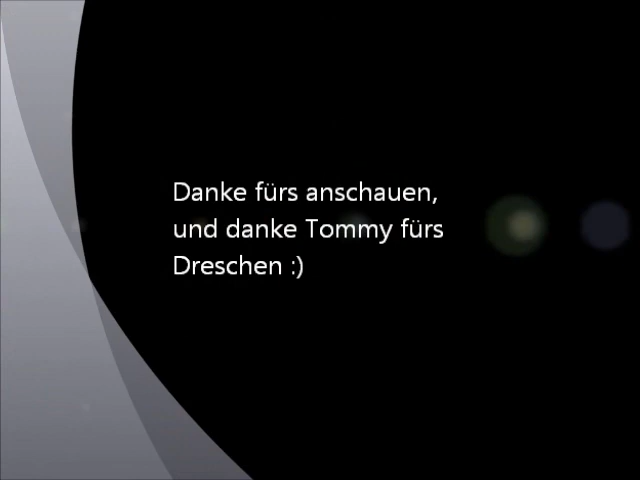 Danke fürs anschauen,
und danke Tommy fürs
Dreschen :)